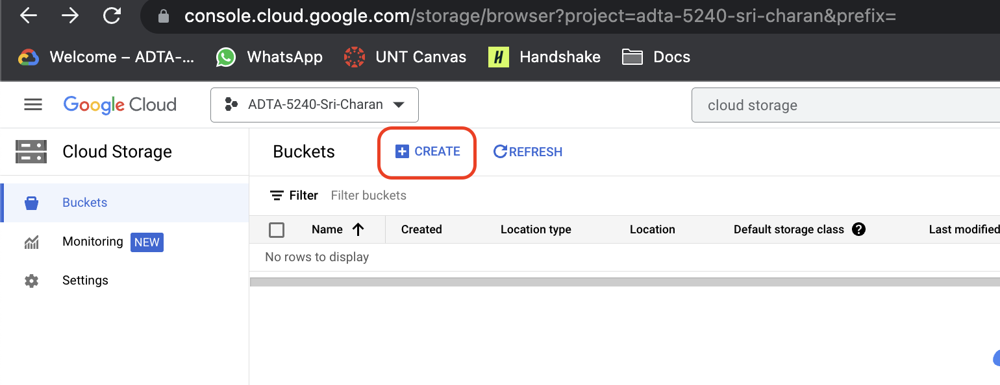 console.cloud.google.com/storage/browser?project=adta-5240-sri-charan&prefix=
Welcome – ADTA-... WhatsApp UNT Canvas H Handshake Docs
Google Cloud ADTA-5240-Sri-Charan cloud storage
Cloud Storage Buckets CREATE REFRESH
Buckets Filter Filter buckets
Name Created Location type Location Default storage class ? Last modified
Monitoring NEW No rows to display
Settings